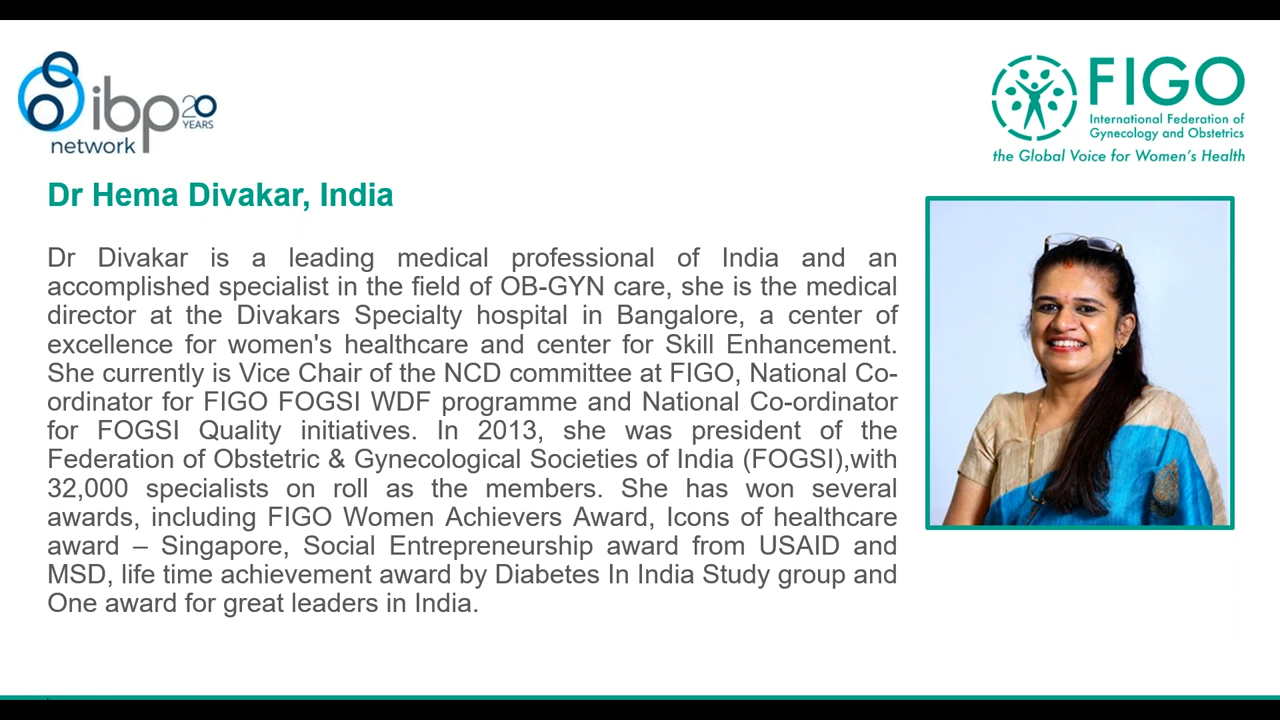 ibp
20
YEARS
network
FIGO
International Federation of
Gynecology and Obstetrics
the Global Voice for Women's Health
Dr Hema Divakar, India
Dr Divakar is a leading medical professional of India and an
accomplished specialist in the field of OB-GYN care, she is the medical
director at the Divakars Specialty hospital in Bangalore, a center of
excellence for women's healthcare and center for Skill Enhancement.
She currently is Vice Chair of the NCD committee at FIGO, National Co-
ordinator for FIGO FOGSI WDF programme and National Co-ordinator
for FOGSI Quality initiatives. In 2013, she was president of the
Federation of Obstetric & Gynecological Societies of India (FOGSI),with
32,000 specialists on roll as the members. She has won several
awards, including FIGO Women Achievers Award, Icons of healthcare
award – Singapore, Social Entrepreneurship award from USAID and
MSD, life time achievement award by Diabetes In India Study group and
One award for great leaders in India.